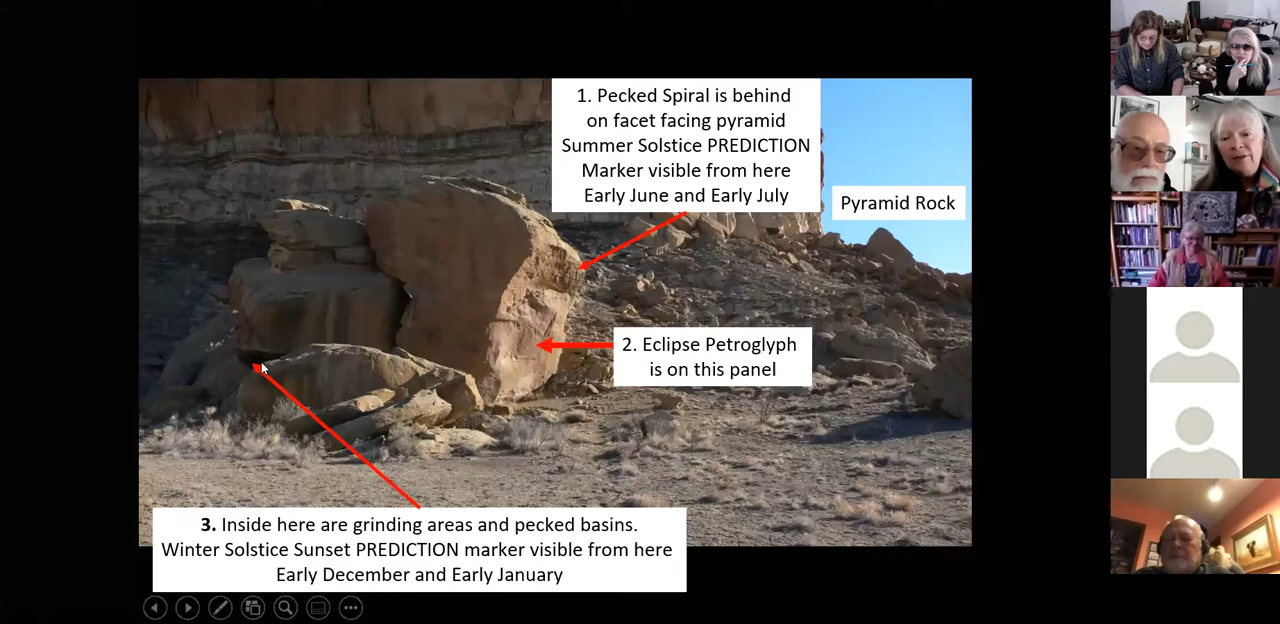 1. Pecked Spiral is behind
on facet facing pyramid
Summer Solstice PREDICTION
Marker visible from here
Early June and Early July
Pyramid Rock
2. Eclipse Petroglyph
is on this panel
3. Inside here are grinding areas and pecked basins.
Winter Solstice Sunset PREDICTION marker visible from here
Early December and Early January